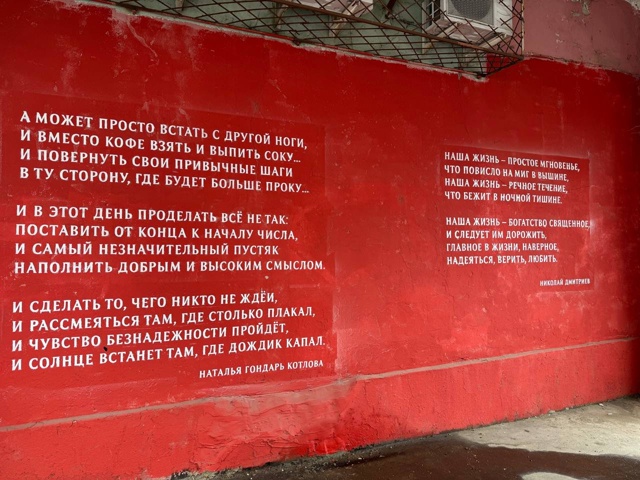 А МОЖЕТ ПРОСТО ВСТАТЬ С ДРУГОЙ НОГИ,
И ВМЕСТО КОФЕ ВЗЯТЬ И ВЫПИТЬ СОКУ...
И ПОВЕРНУТЬ СВОИ ПРИВЫЧНЫЕ ШАГИ
В ТУ СТОРОНУ, ГДЕ БУДЕТ БОЛЬШЕ ПРОКУ...
И В ЭТОТ ДЕНЬ ПРОДЕЛАТЬ ВСЁ НЕ ТАК:
ПОСТАВИТЬ ОТ КОНЦА К НАЧАЛУ ЧИСЛА,
И САМЫЙ НЕЗНАЧИТЕЛЬНЫЙ ПУСТЯК
НАПОЛНИТЬ ДОБРЫМ И ВЫСОКИМ СМЫСЛОМ.
И СДЕЛАТЬ ТО, ЧЕГО НИКТО НЕ ЖДЁИ,
И РАССМЕЯТЬСЯ ТАМ, ГДЕ СТОЛЬКО ПЛАКАЛ,
И ЧУВСТВО БЕЗНАДЕЖНОСТИ ПРОЙДЁТ,
И СОЛНЦЕ ВСТАНЕТ ТАМ, ГДЕ ДОЖДИК КАПАЛ.
НАТАЛЬЯ ГОНДАРЬ КОТЛОВА
НАША ЖИЗНЬ – ПРОСТОЕ МГНОВЕНЬЕ,
ЧТО ПОВИСЛО НА МИГ В ВЫШИНЕ,
НАША ЖИЗНЬ – РЕЧНОЕ ТЕЧЕНИЕ,
ЧТО БЕЖИТ В НОЧНОЙ ТИШИНЕ.
НАША ЖИЗНЬ – БОГАТСТВО СВЯЩЕННОЕ,
И СЛЕДУЕТ ИМ ДОРОЖИТЬ,
ГЛАВНОЕ В ЖИЗНИ, НАВЕРНОЕ,
НАДЕЯТЬСЯ, ВЕРИТЬ, ЛЮБИТЬ.
НИКОЛАЙ ДМИТРИЕВ